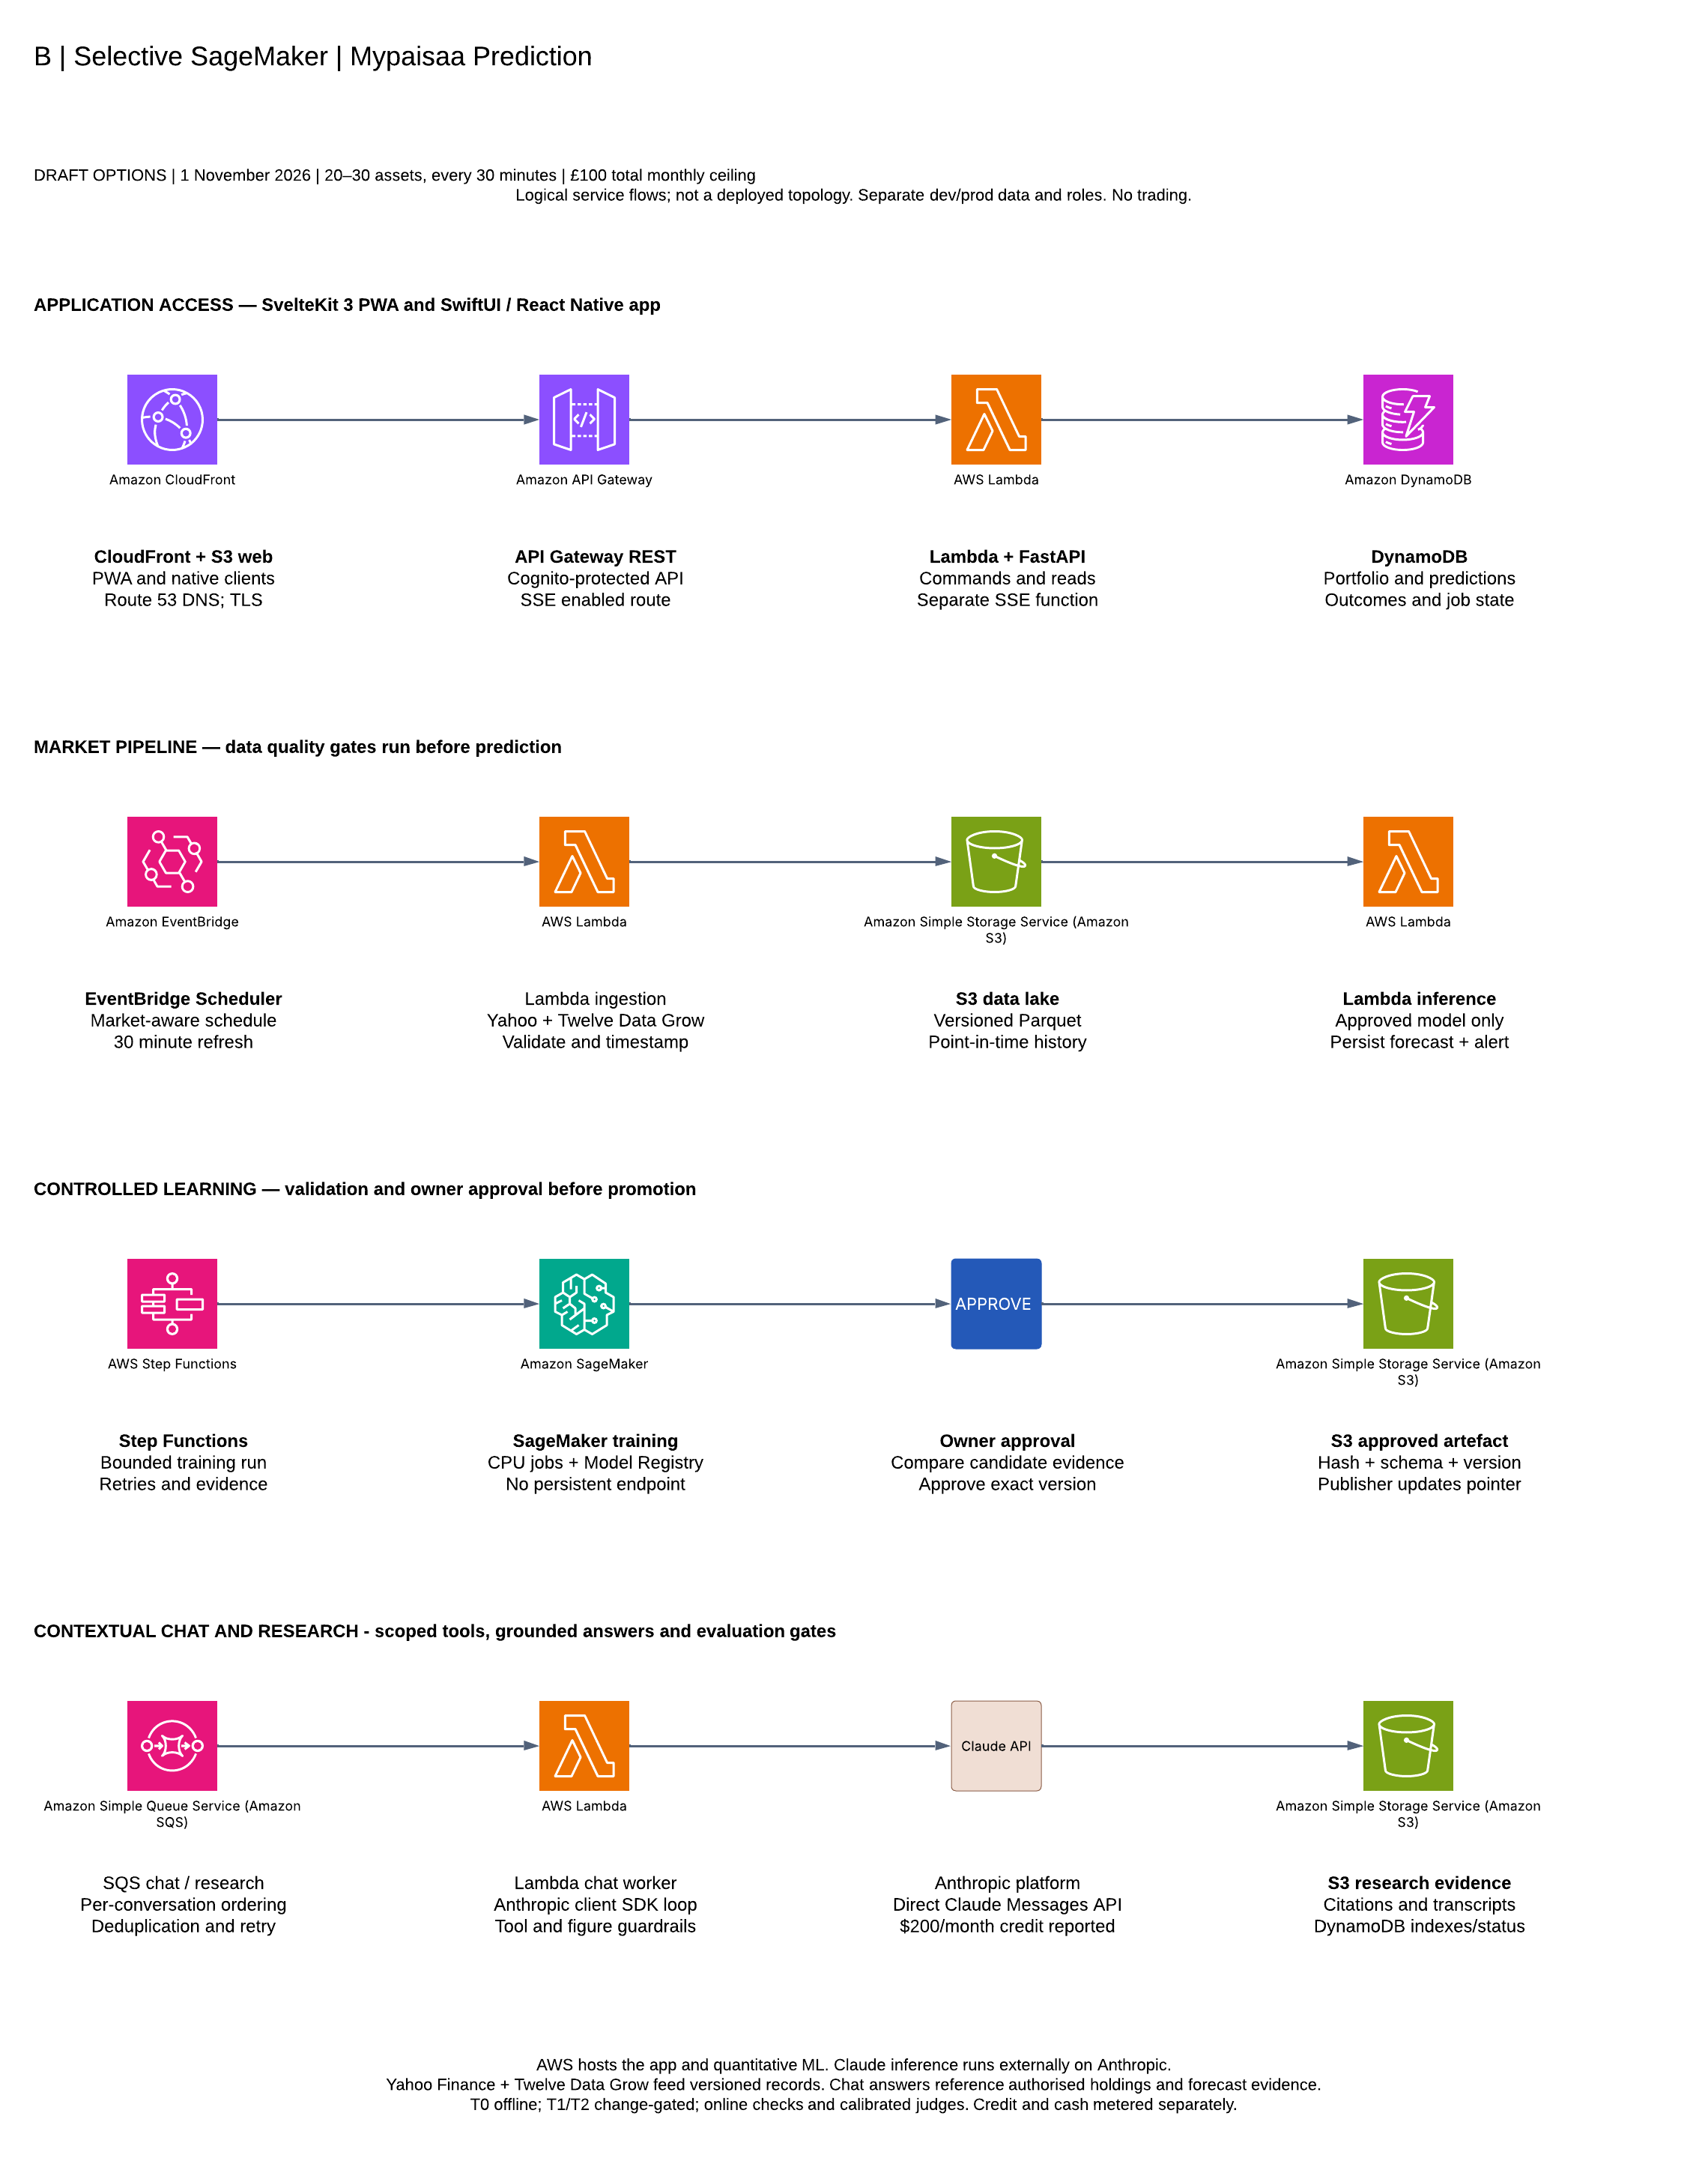 B | Selective SageMaker | Mypaisaa Prediction
DRAFT OPTIONS | 1 November 2026 | 20–30 assets, every 30 minutes | £100 total monthly ceiling
Logical service flows; not a deployed topology. Separate dev/prod data and roles. No trading.
APPLICATION ACCESS — SvelteKit 3 PWA and SwiftUI / React Native app
Amazon CloudFront
Amazon API Gateway
AWS Lambda
Amazon DynamoDB
CloudFront + S3 web
PWA and native clients
Route 53 DNS; TLS
API Gateway REST
Cognito-protected API
SSE enabled route
Lambda + FastAPI
Commands and reads
Separate SSE function
DynamoDB
Portfolio and predictions
Outcomes and job state
MARKET PIPELINE — data quality gates run before prediction
Amazon EventBridge
AWS Lambda
Amazon Simple Storage Service (Amazon
S3)
AWS Lambda
EventBridge Scheduler
Market-aware schedule
30 minute refresh
Lambda ingestion
Yahoo + Twelve Data Grow
Validate and timestamp
S3 data lake
Versioned Parquet
Point-in-time history
Lambda inference
Approved model only
Persist forecast + alert
CONTROLLED LEARNING — validation and owner approval before promotion
APPROVE
AWS Step Functions
Amazon SageMaker
Amazon Simple Storage Service (Amazon
S3)
Step Functions
Bounded training run
Retries and evidence
SageMaker training
CPU jobs + Model Registry
No persistent endpoint
Owner approval
Compare candidate evidence
Approve exact version
S3 approved artefact
Hash + schema + version
Publisher updates pointer
CONTEXTUAL CHAT AND RESEARCH - scoped tools, grounded answers and evaluation gates
Claude API
Amazon Simple Queue Service (Amazon
SQS)
AWS Lambda
Amazon Simple Storage Service (Amazon
S3)
SQS chat / research
Per-conversation ordering
Deduplication and retry
Lambda chat worker
Anthropic client SDK loop
Tool and figure guardrails
Anthropic platform
Direct Claude Messages API
$200/month credit reported
S3 research evidence
Citations and transcripts
DynamoDB indexes/status
AWS hosts the app and quantitative ML. Claude inference runs externally on Anthropic.
Yahoo Finance + Twelve Data Grow feed versioned records. Chat answers reference authorised holdings and forecast evidence.
T0 offline; T1/T2 change-gated; online checks and calibrated judges. Credit and cash metered separately.